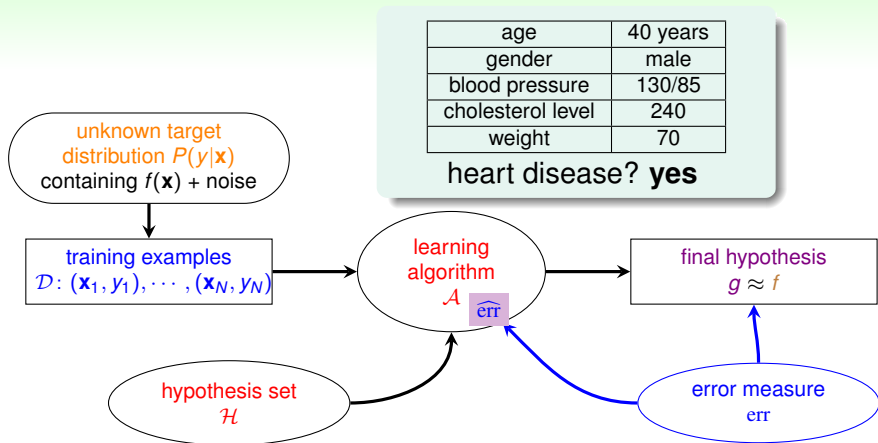 age 40 years
gender male
blood pressure 130/85
cholesterol level 240
weight 70
heart disease? yes
unknown target
distribution P(y|x)
containing f(x) + noise
training examples
𝒟: (x₁, y₁), ⋯ , (x_N, y_N)
learning
algorithm
𝒜
êrr
final hypothesis
g ≈ f
hypothesis set
ℋ
error measure
err